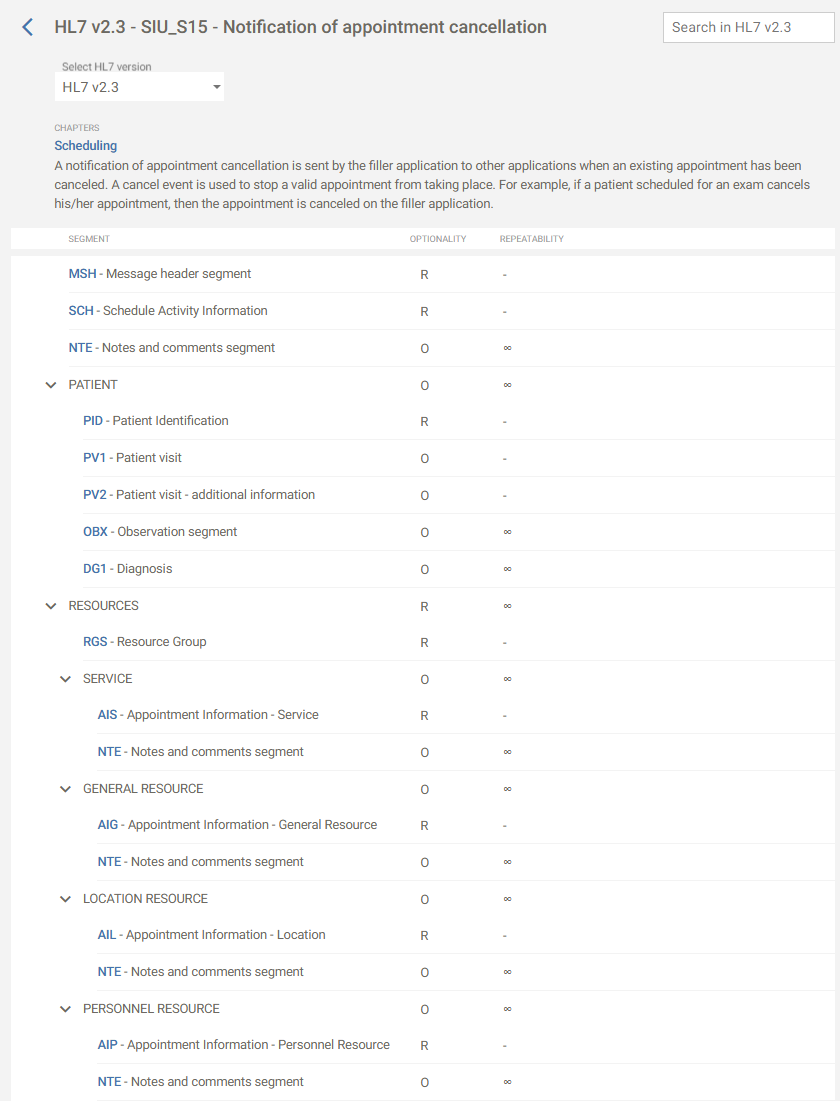 HL7 v2.3 - SIU_S15 - Notification of appointment cancellation
Search in HL7 v2.3
Select HL7 version
HL7 v2.3
CHAPTERS
Scheduling
A notification of appointment cancellation is sent by the filler application to other applications when an existing appointment has been
canceled. A cancel event is used to stop a valid appointment from taking place. For example, if a patient scheduled for an exam cancels
his/her appointment, then the appointment is canceled on the filler application.
SEGMENT OPTIONALITY REPEATABILITY
MSH - Message header segment R -
SCH - Schedule Activity Information R -
NTE - Notes and comments segment O ∞
PATIENT O ∞
PID - Patient Identification R -
PV1 - Patient visit O -
PV2 - Patient visit - additional information O -
OBX - Observation segment O ∞
DG1 - Diagnosis O ∞
RESOURCES R ∞
RGS - Resource Group R -
SERVICE O ∞
AIS - Appointment Information - Service R -
NTE - Notes and comments segment O ∞
GENERAL RESOURCE O ∞
AIG - Appointment Information - General Resource R -
NTE - Notes and comments segment O ∞
LOCATION RESOURCE O ∞
AIL - Appointment Information - Location R -
NTE - Notes and comments segment O ∞
PERSONNEL RESOURCE O ∞
AIP - Appointment Information - Personnel Resource R -
NTE - Notes and comments segment O ∞